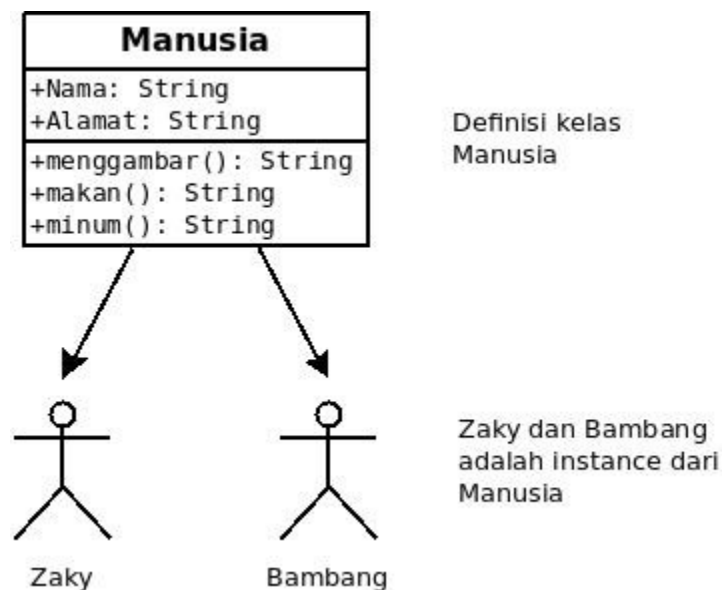 Manusia
+Nama: String
+Alamat: String
+menggambar(): String
+makan(): String
+minum(): String
Definisi kelas
Manusia
Zaky dan Bambang
adalah instance dari
Manusia
Zaky
Bambang